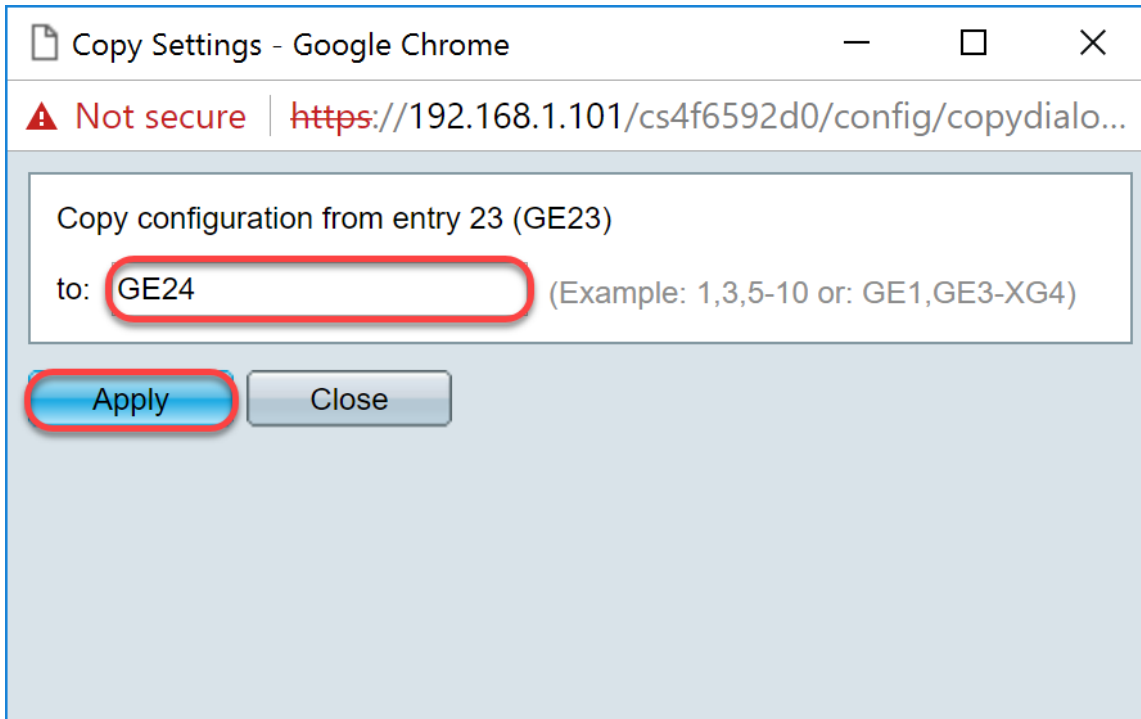 Copy Settings - Google Chrome
Not secure https://192.168.1.101/cs4f6592d0/config/copydialo...
Copy configuration from entry 23 (GE23)
to: GE24 (Example: 1,3,5-10 or: GE1,GE3-XG4)
Apply Close